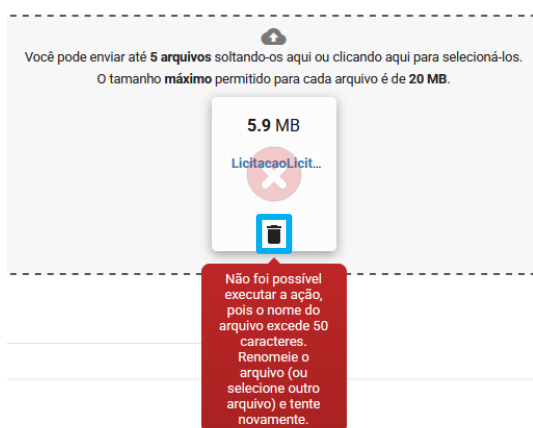 Você pode enviar até 5 arquivos soltando-os aqui ou clicando aqui para selecioná-los.
O tamanho máximo permitido para cada arquivo é de 20 MB.
5.9 MB
LicitacaoLicit...
Não foi possível
executar a ação,
pois o nome do
arquivo excede 50
caracteres.
Renomeie o
arquivo (ou
selecione outro
arquivo) e tente
novamente.